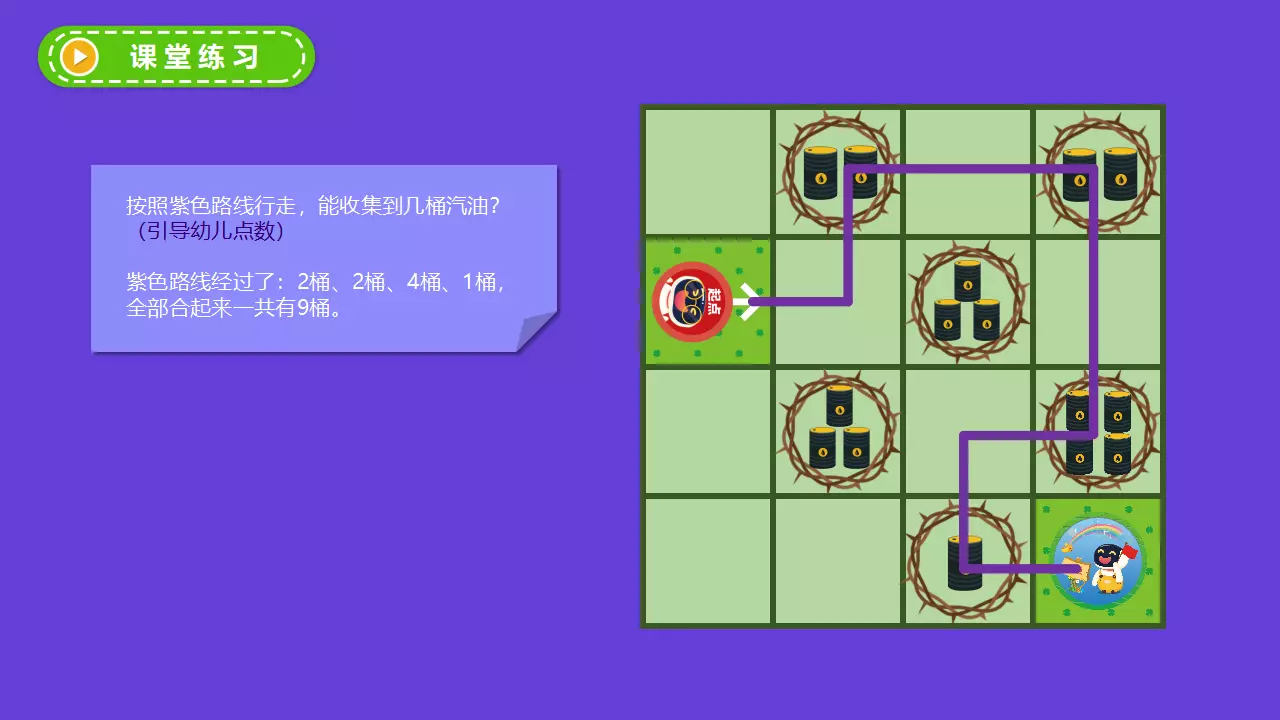 课堂练习
按照紫色路线行走，能收集到几桶汽油？
（引导幼儿点数）
紫色路线经过了：2桶、2桶、4桶、1桶，
全部合起来一共有9桶。
起点